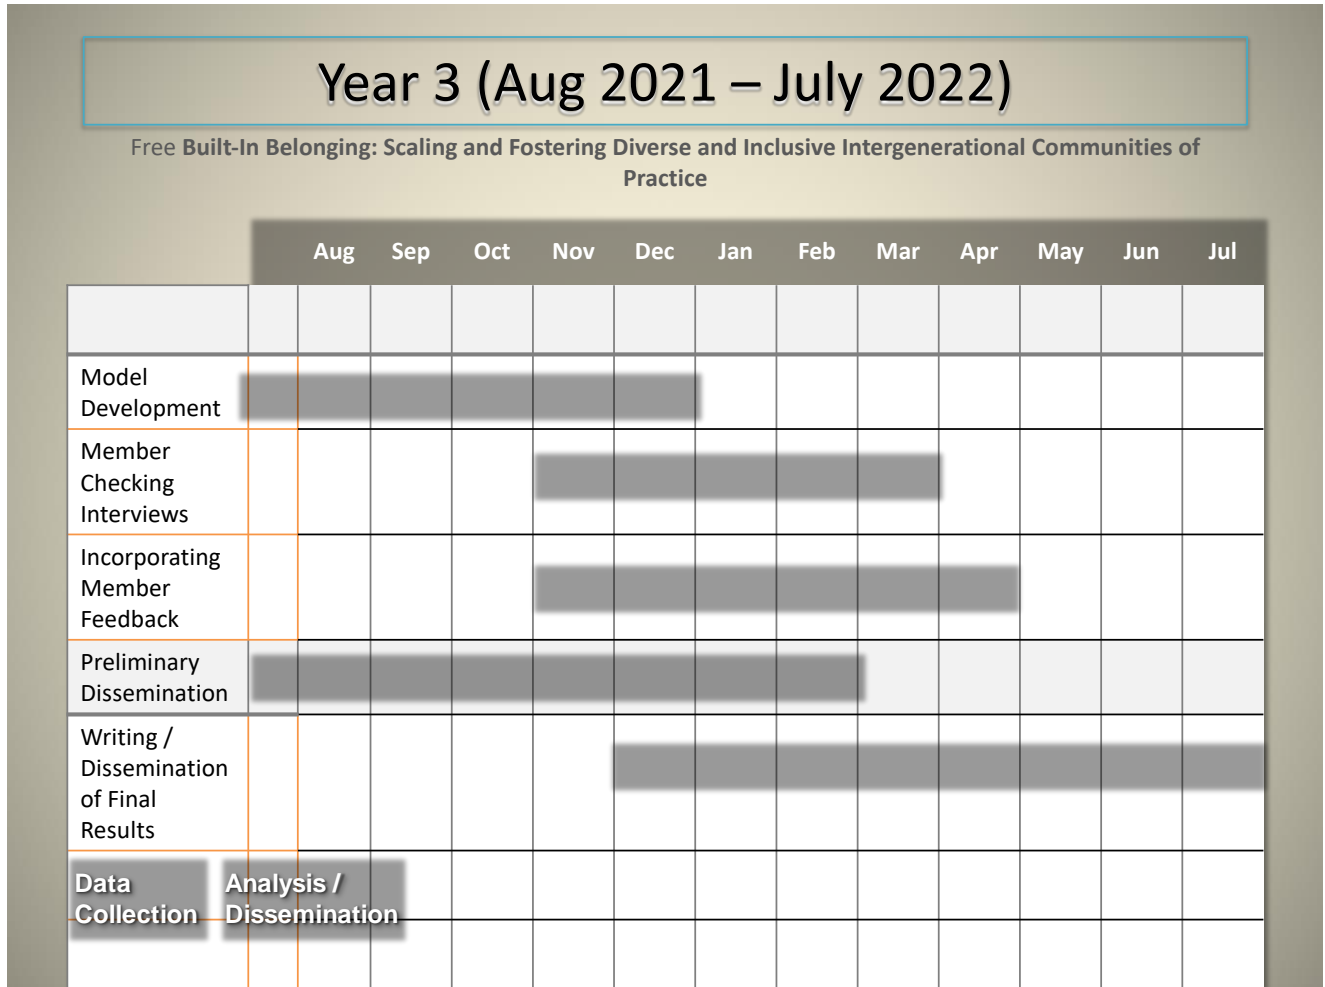 Year 3 (Aug 2021 – July 2022)
Free Built-In Belonging: Scaling and Fostering Diverse and Inclusive Intergenerational Communities of
Practice
Aug Sep Oct Nov Dec Jan Feb Mar Apr May Jun Jul
Model
Development
Member
Checking
Interviews
Incorporating
Member
Feedback
Preliminary
Dissemination
Writing /
Dissemination
of Final
Results
Data
Collection
Analysis /
Dissemination